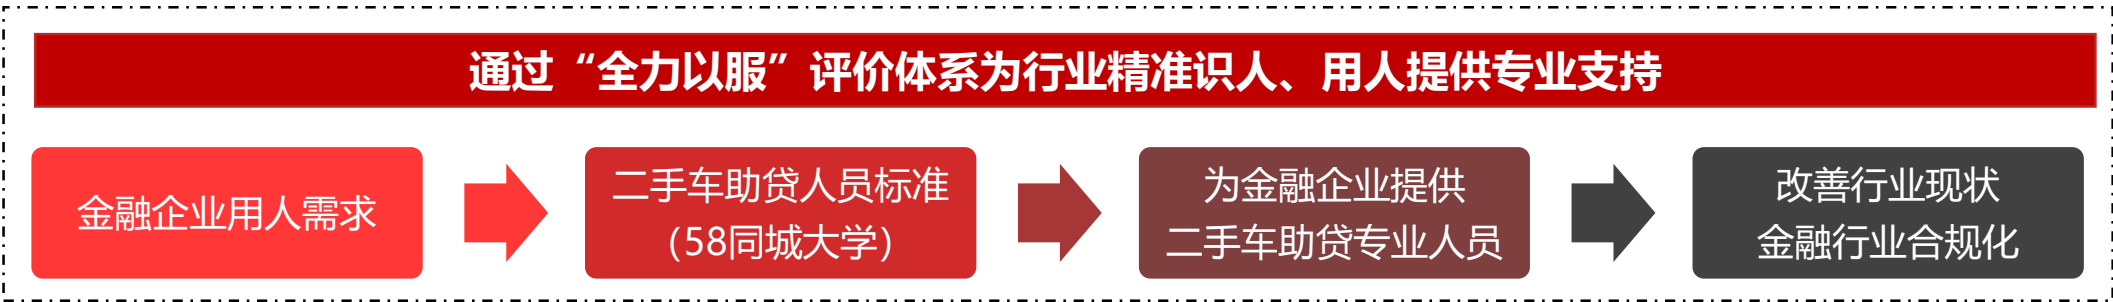 通过“全力以服”评价体系为行业精准识人、用人提供专业支持
金融企业用人需求
二手车助贷人员标准
（58同城大学）
为金融企业提供
二手车助贷专业人员
改善行业现状
金融行业合规化